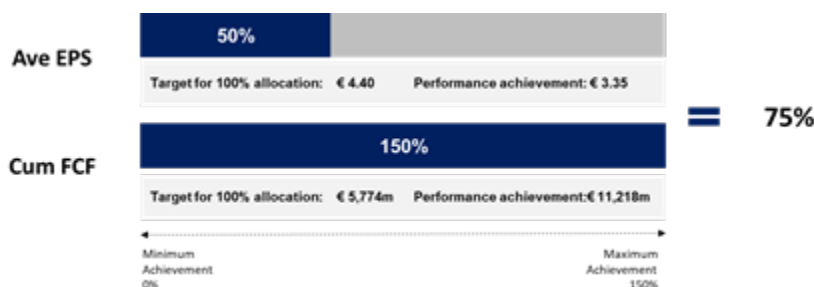 50%
Ave EPS
Target for 100% allocation: € 4.40 Performance achievement: € 3.35
= 75%
150%
Cum FCF
Target for 100% allocation: € 5,774m Performance achievement:€ 11,218m
Minimum Maximum
Achievement Achievement
0% 150%